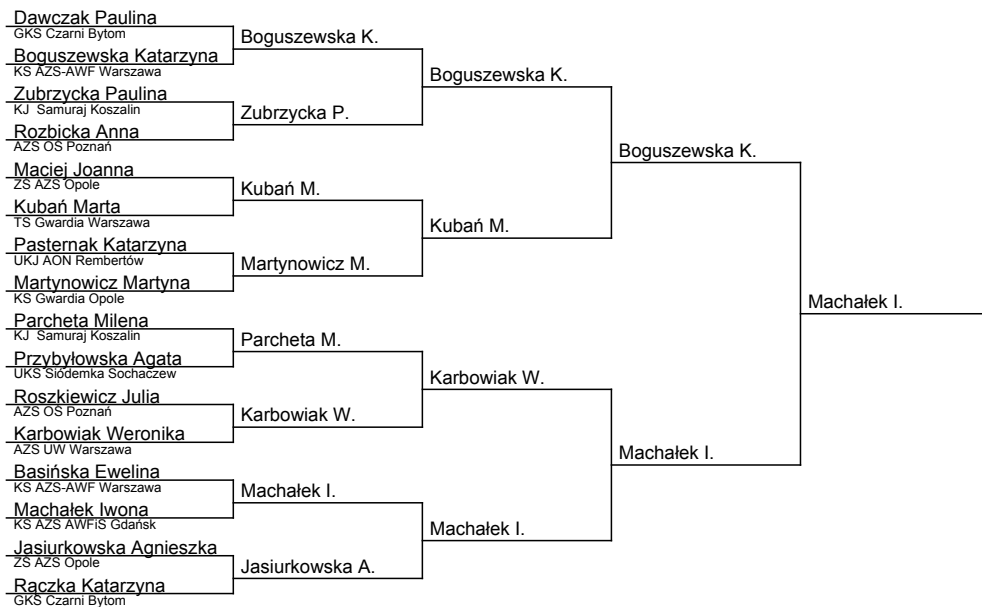 Dawczak Paulina
GKS Czarni Bytom
Boguszewska Katarzyna
KS AZS-AWF Warszawa
Zubrzycka Paulina
KJ Samuraj Koszalin
Rozbicka Anna
AZS OŚ Poznań
Maciej Joanna
ZS AZS Opole
Kubań Marta
TS Gwardia Warszawa
Pasternak Katarzyna
UKJ AON Rembertów
Martynowicz Martyna
KS Gwardia Opole
Parcheta Milena
KJ Samuraj Koszalin
Przybyłowska Agata
UKS Siódemka Sochaczew
Roszkiewicz Julia
AZS OŚ Poznań
Karbowiak Weronika
AZS UW Warszawa
Basińska Ewelina
KS AZS-AWF Warszawa
Machałek Iwona
KS AZS AWFiS Gdańsk
Jasiurkowska Agnieszka
ZS AZS Opole
Rączka Katarzyna
GKS Czarni Bytom
Boguszewska K.
Zubrzycka P.
Kubań M.
Martynowicz M.
Parcheta M.
Karbowiak W.
Machałek I.
Jasiurkowska A.
Boguszewska K.
Kubań M.
Karbowiak W.
Machałek I.
Boguszewska K.
Machałek I.
Machałek I.